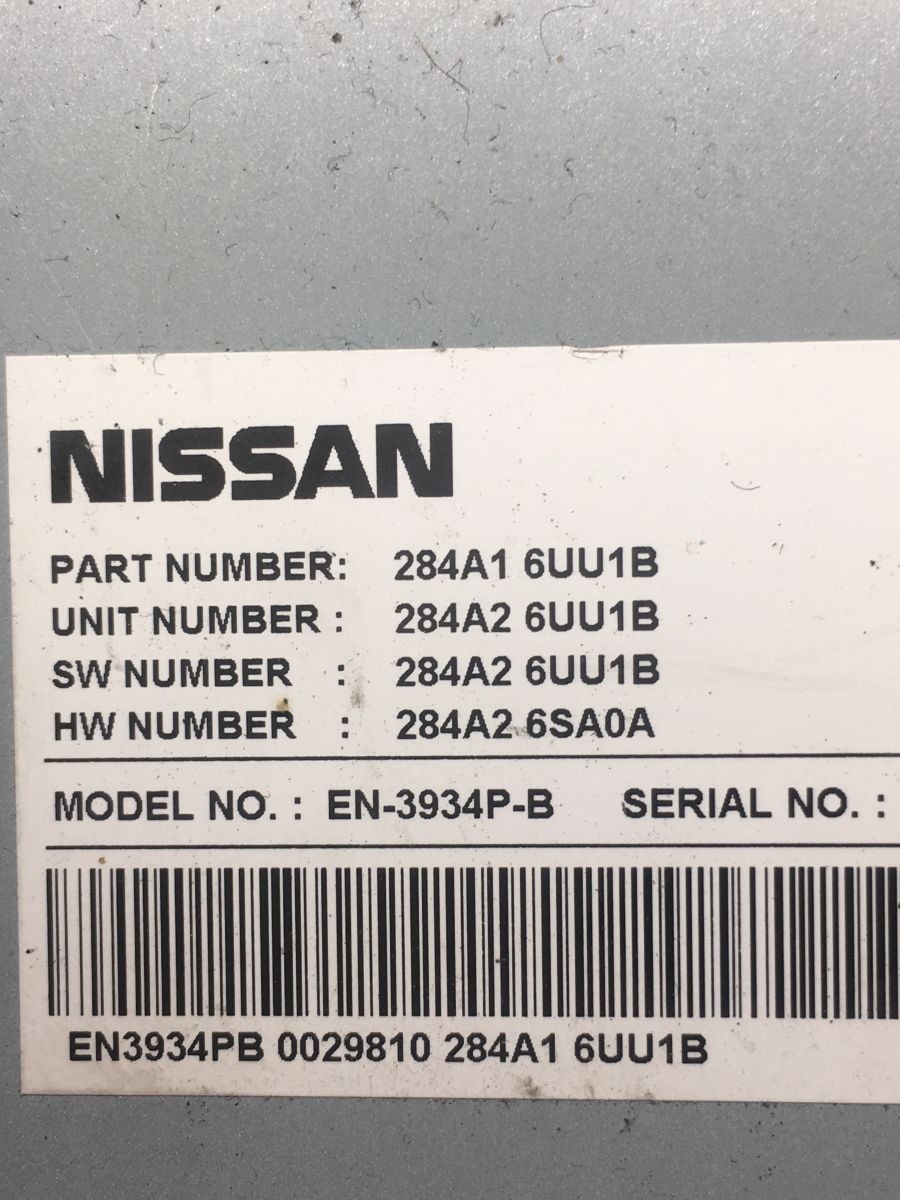 NISSAN
PART NUMBER: 284A1 6UU1B
UNIT NUMBER : 284A2 6UU1B
SW NUMBER : 284A2 6UU1B
HW NUMBER : 284A2 6SA0A
MODEL NO. : EN-3934P-B SERIAL NO. :
EN3934PB 0029810 284A1 6UU1B